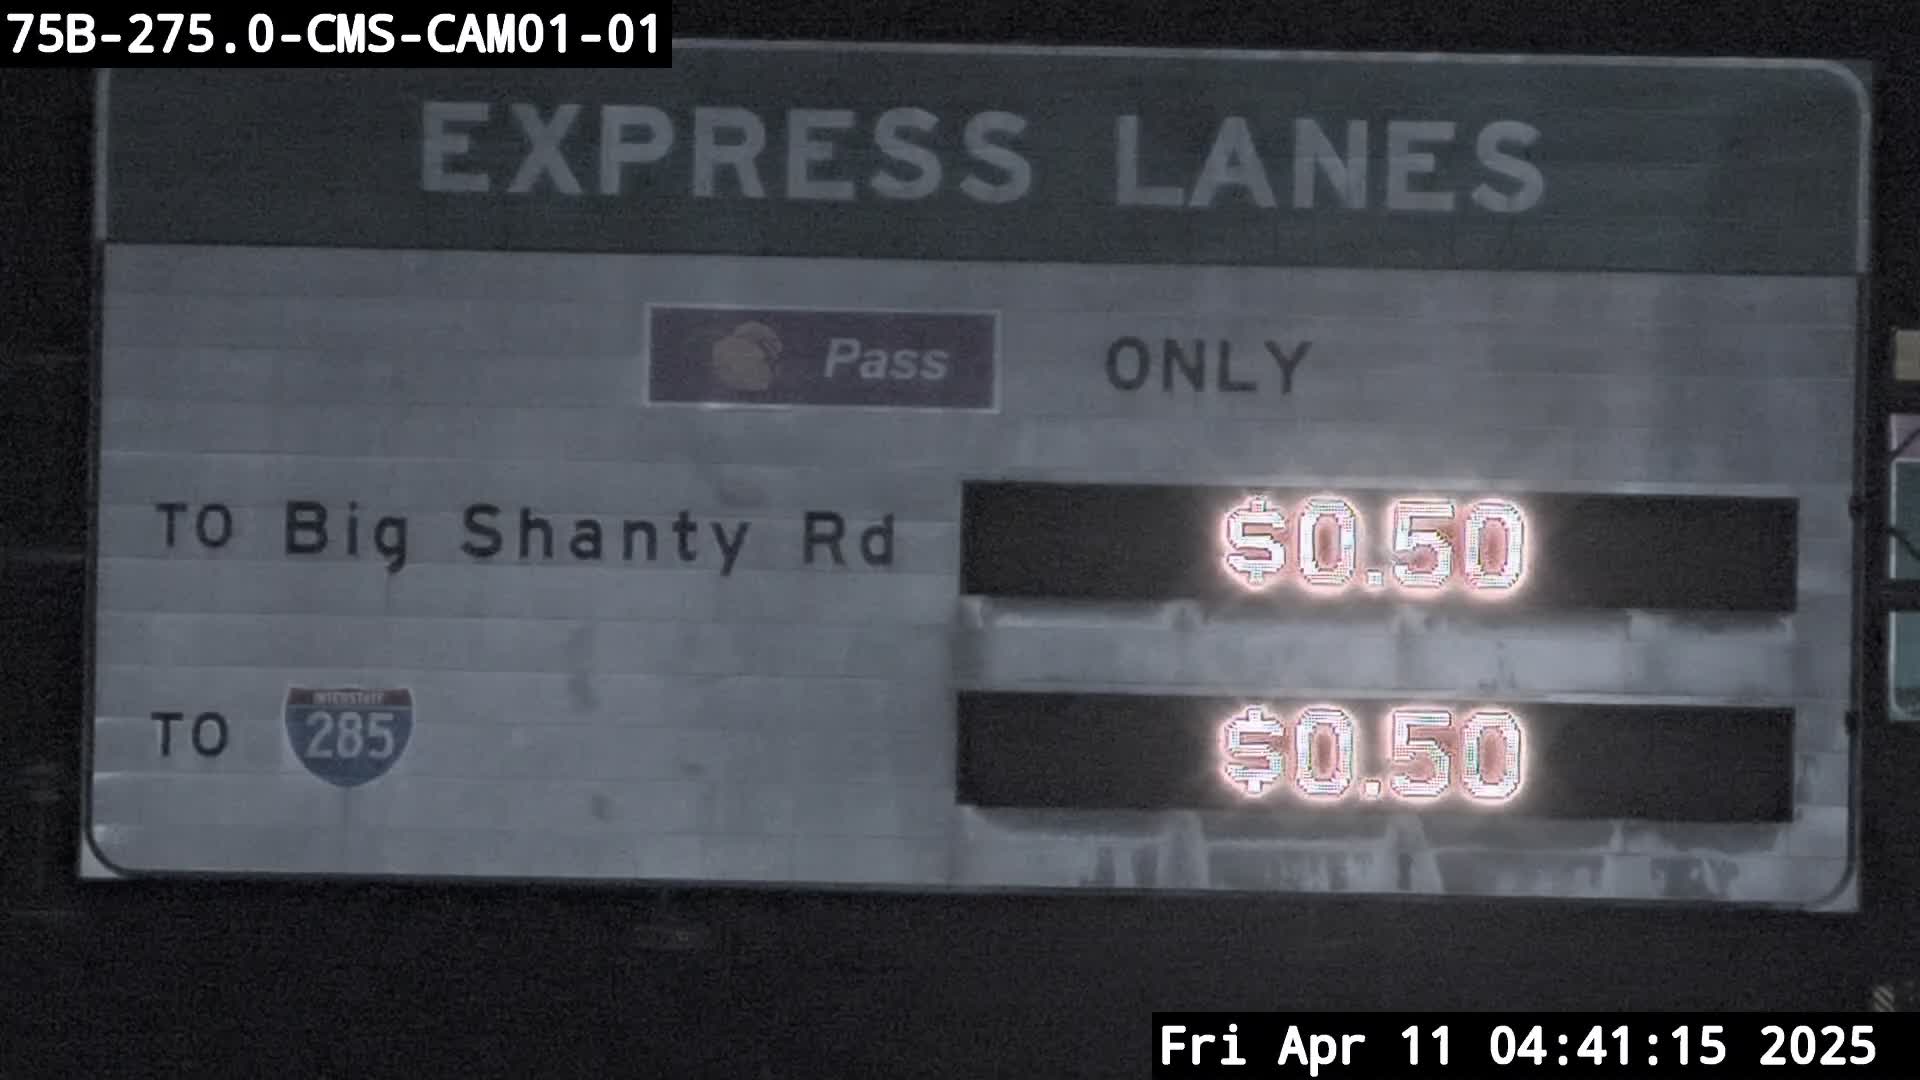 75B-275.0-CMS-CAM01-01
EXPRESS LANES
Pass ONLY
TO Big Shanty Rd $0.50
TO INTERSTATE 285 $0.50
Fri Apr 11 04:41:15 2025